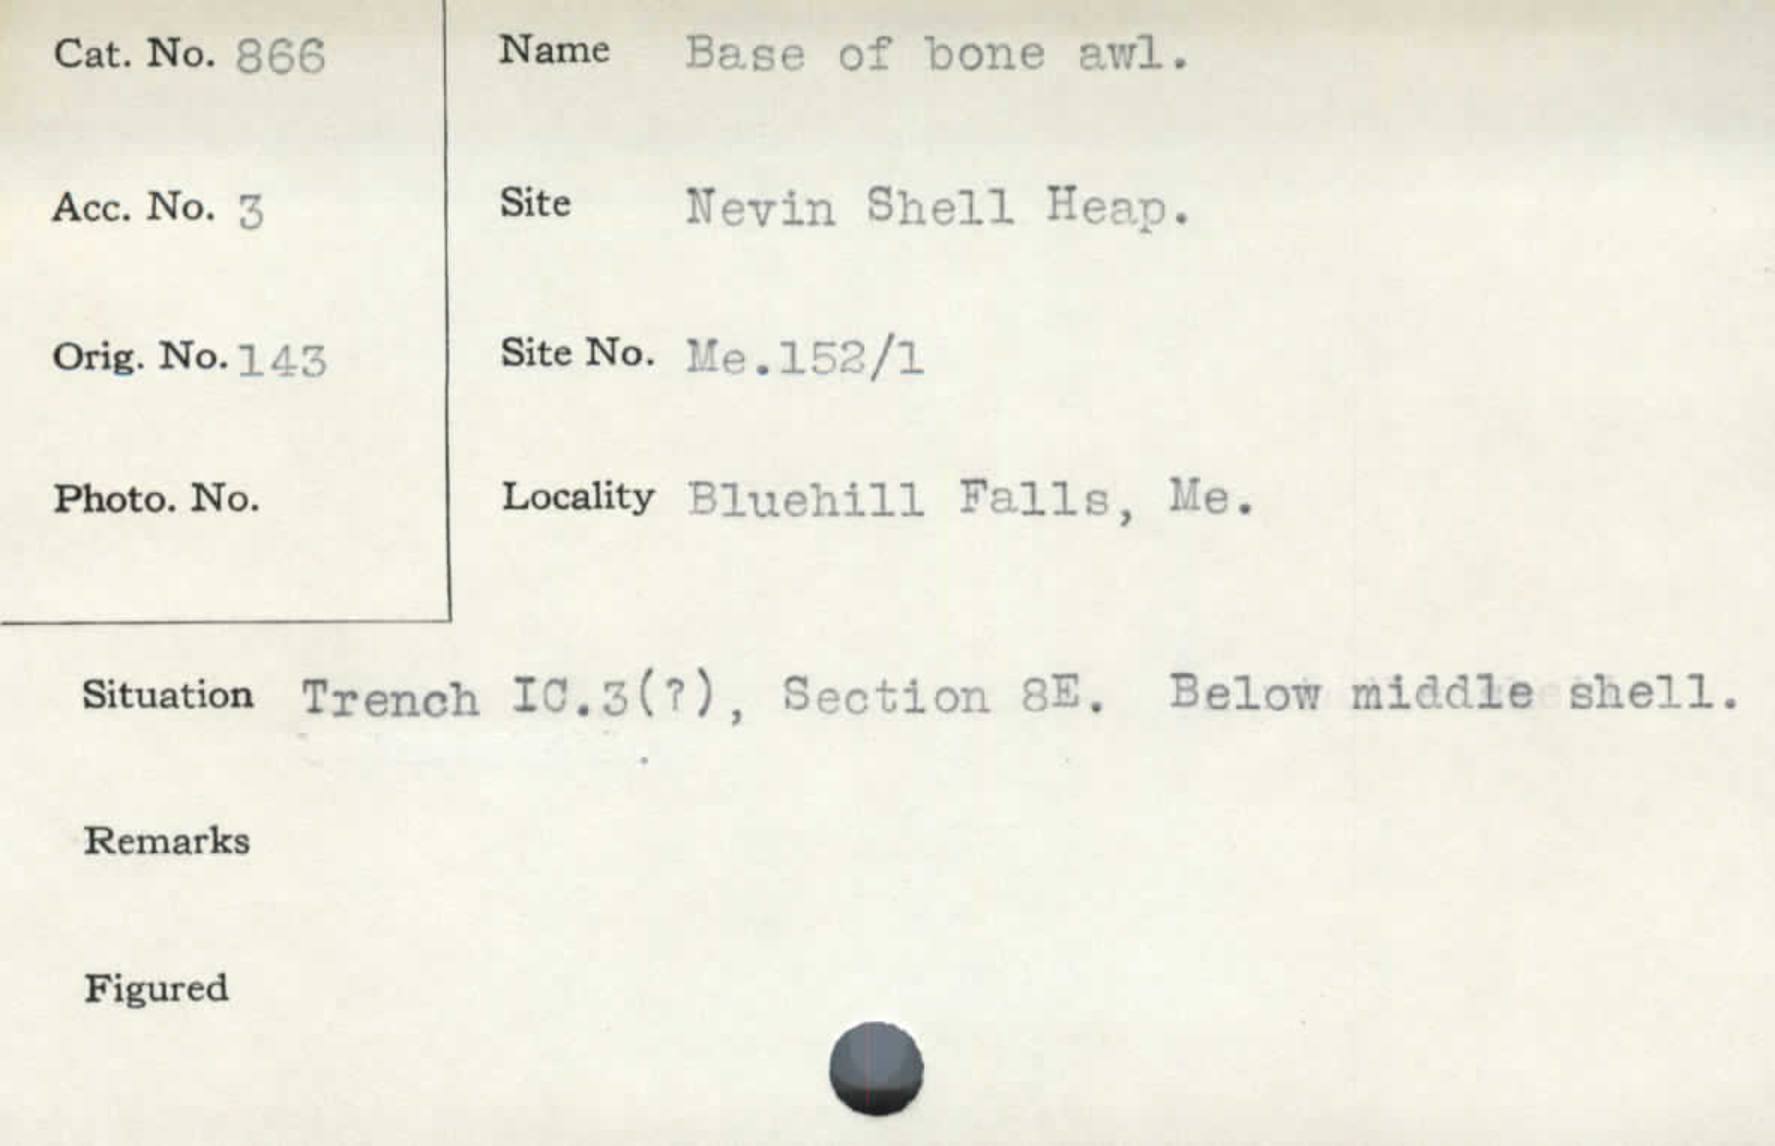 Cat. No. 866
Name Base of bone awl.
Acc. No. 3
Site Nevin Shell Heap.
Orig. No. 143
Site No. Me.152/1
Photo. No.
Locality Bluehill Falls, Me.
Situation Trench IC.3(?), Section 8E. Below middle shell.
Remarks
Figured